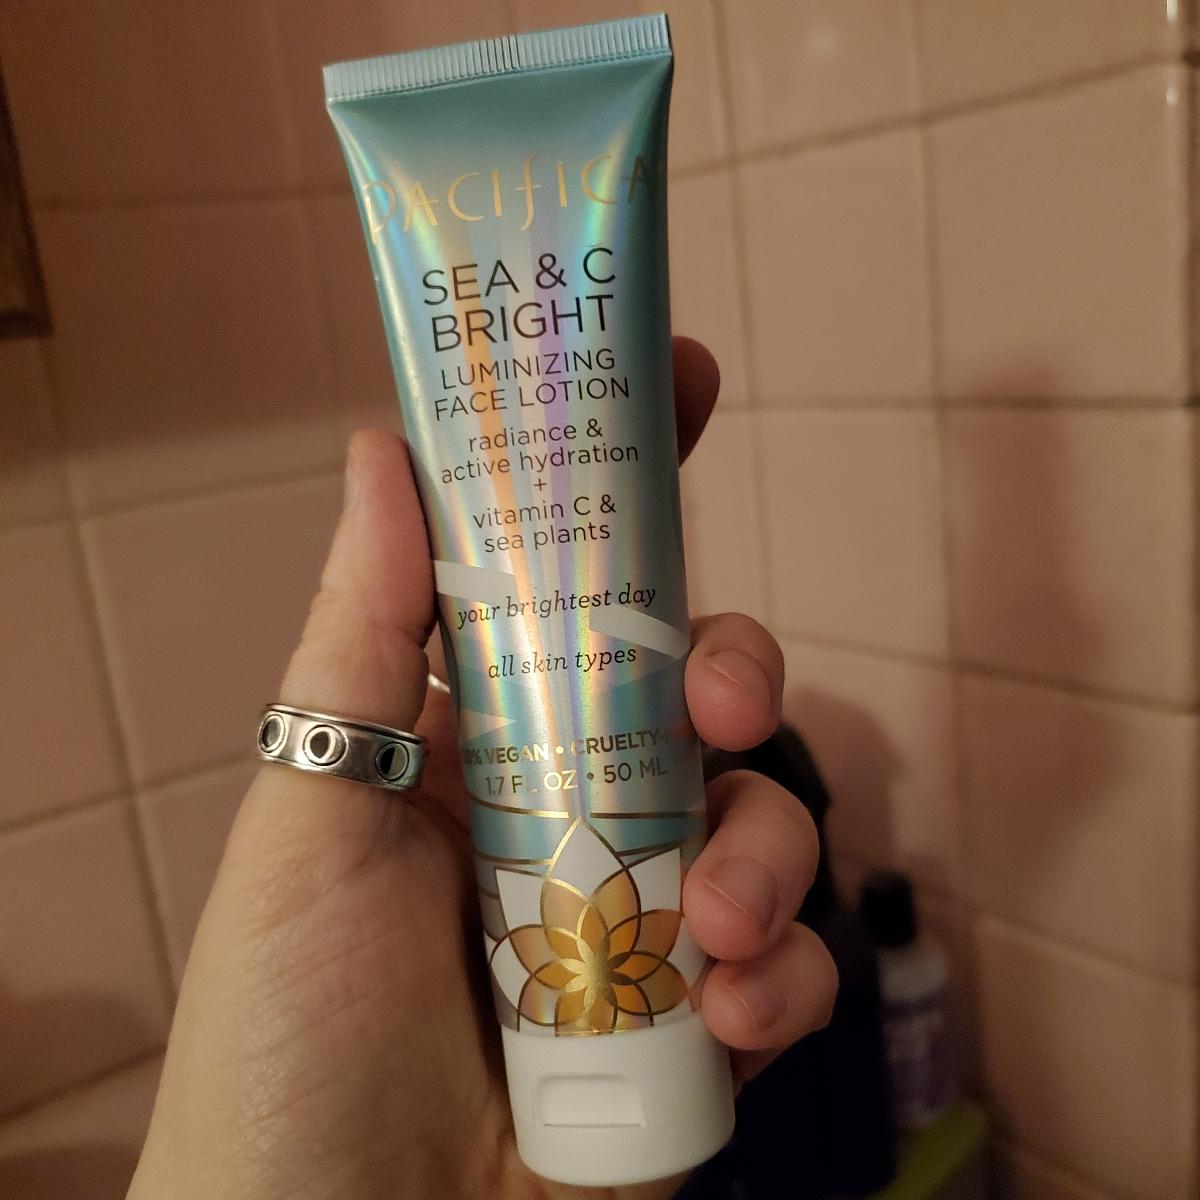 PACIFICA
SEA & C
BRIGHT
LUMINIZING
FACE LOTION
radiance &
active hydration
+
vitamin C &
sea plants
your brightest day
all skin types
VEGAN • CRUELTY-
1.7 FL OZ • 50 ML